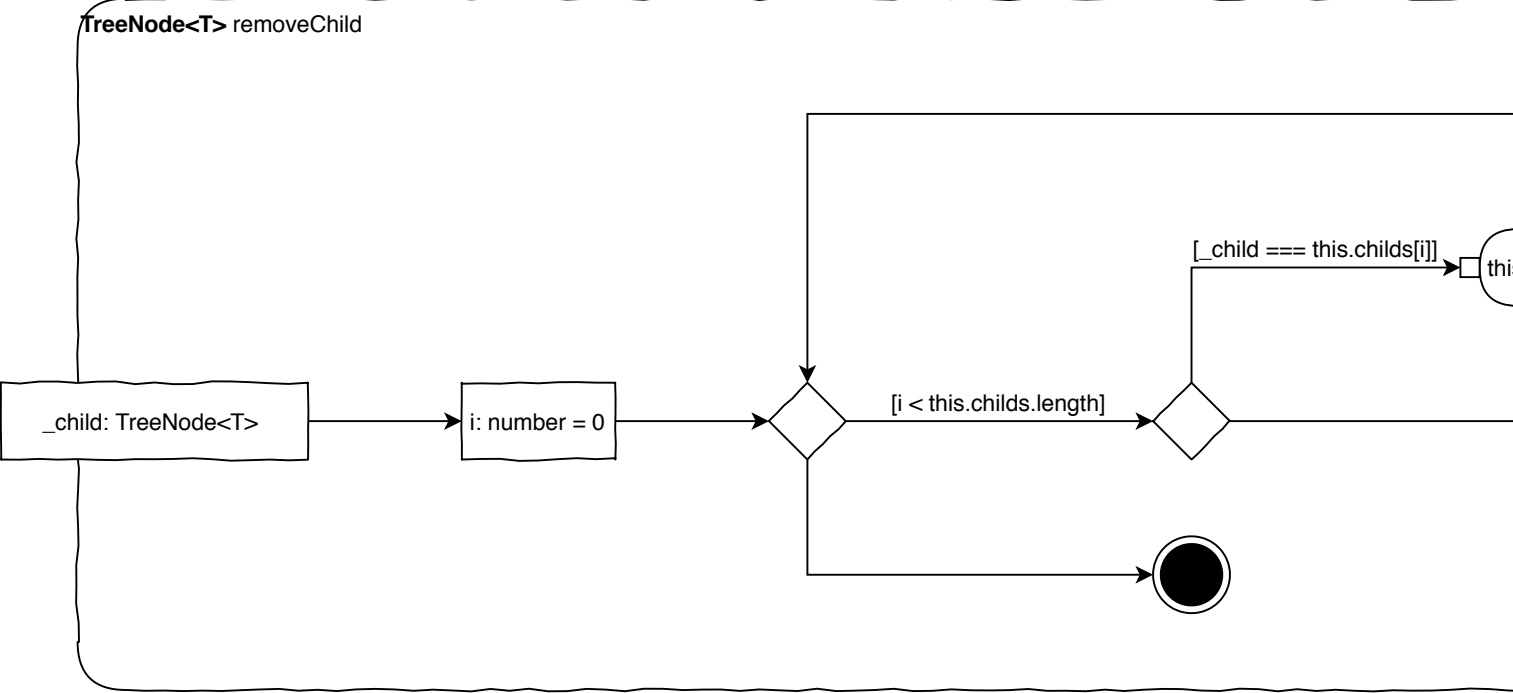 TreeNode<T> removeChild
[_child === this.childs[i]]
[i < this.childs.length]
_child: TreeNode<T>
i: number = 0